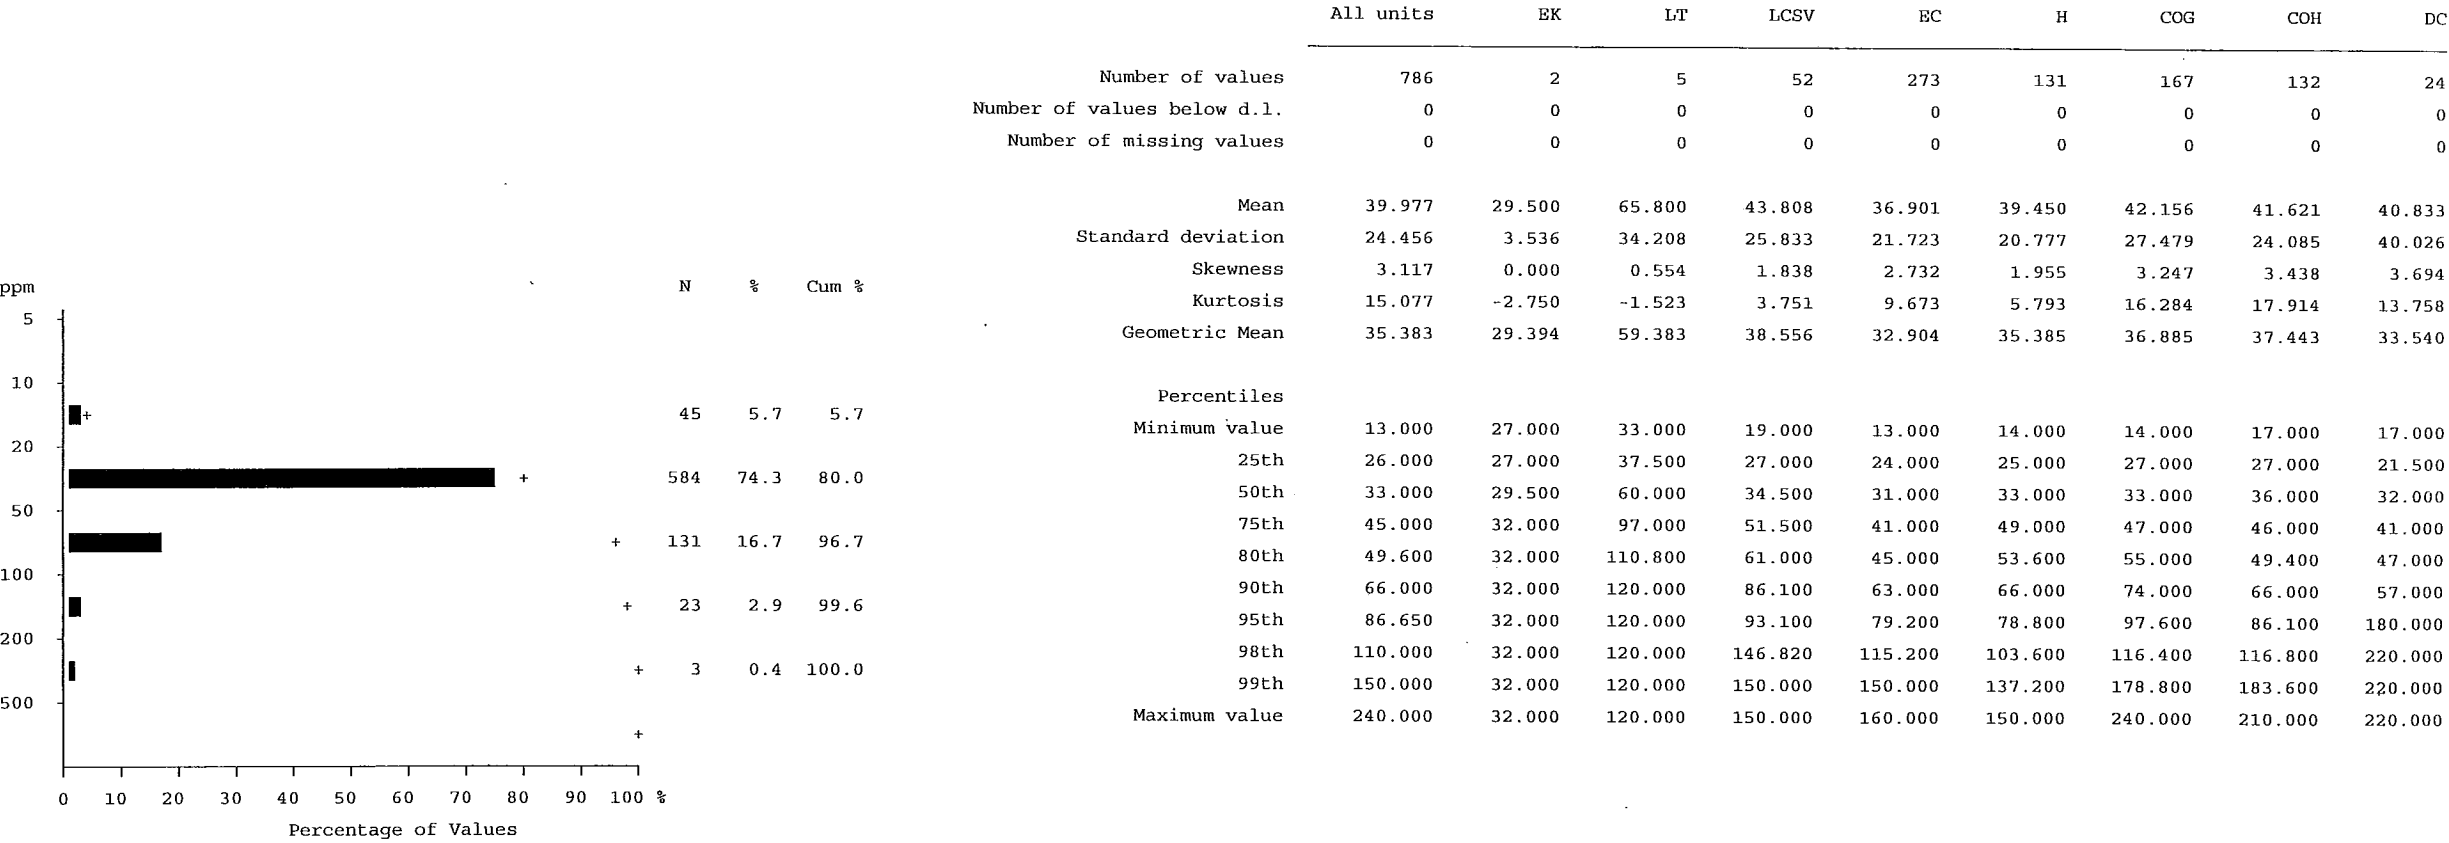 All units EK LT LCSV EC H COG COH DC
Number of values 786 2 5 52 273 131 167 132 24
Number of values below d.l. 0 0 0 0 0 0 0 0 0
Number of missing values 0 0 0 0 0 0 0 0 0
Mean 39.977 29.500 65.800 43.808 36.901 39.450 42.156 41.621 40.833
Standard deviation 24.456 3.536 34.208 25.833 21.723 20.777 27.479 24.085 40.026
Skewness 3.117 0.000 0.554 1.838 2.732 1.955 3.247 3.438 3.694
Kurtosis 15.077 -2.750 -1.523 3.751 9.673 5.793 16.284 17.914 13.758
Geometric Mean 35.383 29.394 59.383 38.556 32.904 35.385 36.885 37.443 33.540
Percentiles
Minimum value 13.000 27.000 33.000 19.000 13.000 14.000 14.000 17.000 17.000
25th 26.000 27.000 37.500 27.000 24.000 25.000 27.000 27.000 21.500
50th 33.000 29.500 60.000 34.500 31.000 33.000 33.000 36.000 32.000
75th 45.000 32.000 97.000 51.500 41.000 49.000 47.000 46.000 41.000
80th 49.600 32.000 110.800 61.000 45.000 53.600 55.000 49.400 47.000
90th 66.000 32.000 120.000 86.100 63.000 66.000 74.000 66.000 57.000
95th 86.650 32.000 120.000 93.100 79.200 78.800 97.600 86.100 180.000
98th 110.000 32.000 120.000 146.820 115.200 103.600 116.400 116.800 220.000
99th 150.000 32.000 120.000 150.000 150.000 137.200 178.800 183.600 220.000
Maximum value 240.000 32.000 120.000 150.000 160.000 150.000 240.000 210.000 220.000
ppm N % Cum %
5
10
+ 45 5.7 5.7
20
+ 584 74.3 80.0
50
+ 131 16.7 96.7
100
+ 23 2.9 99.6
200
+ 3 0.4 100.0
500
+
0 10 20 30 40 50 60 70 80 90 100 %
Percentage of Values